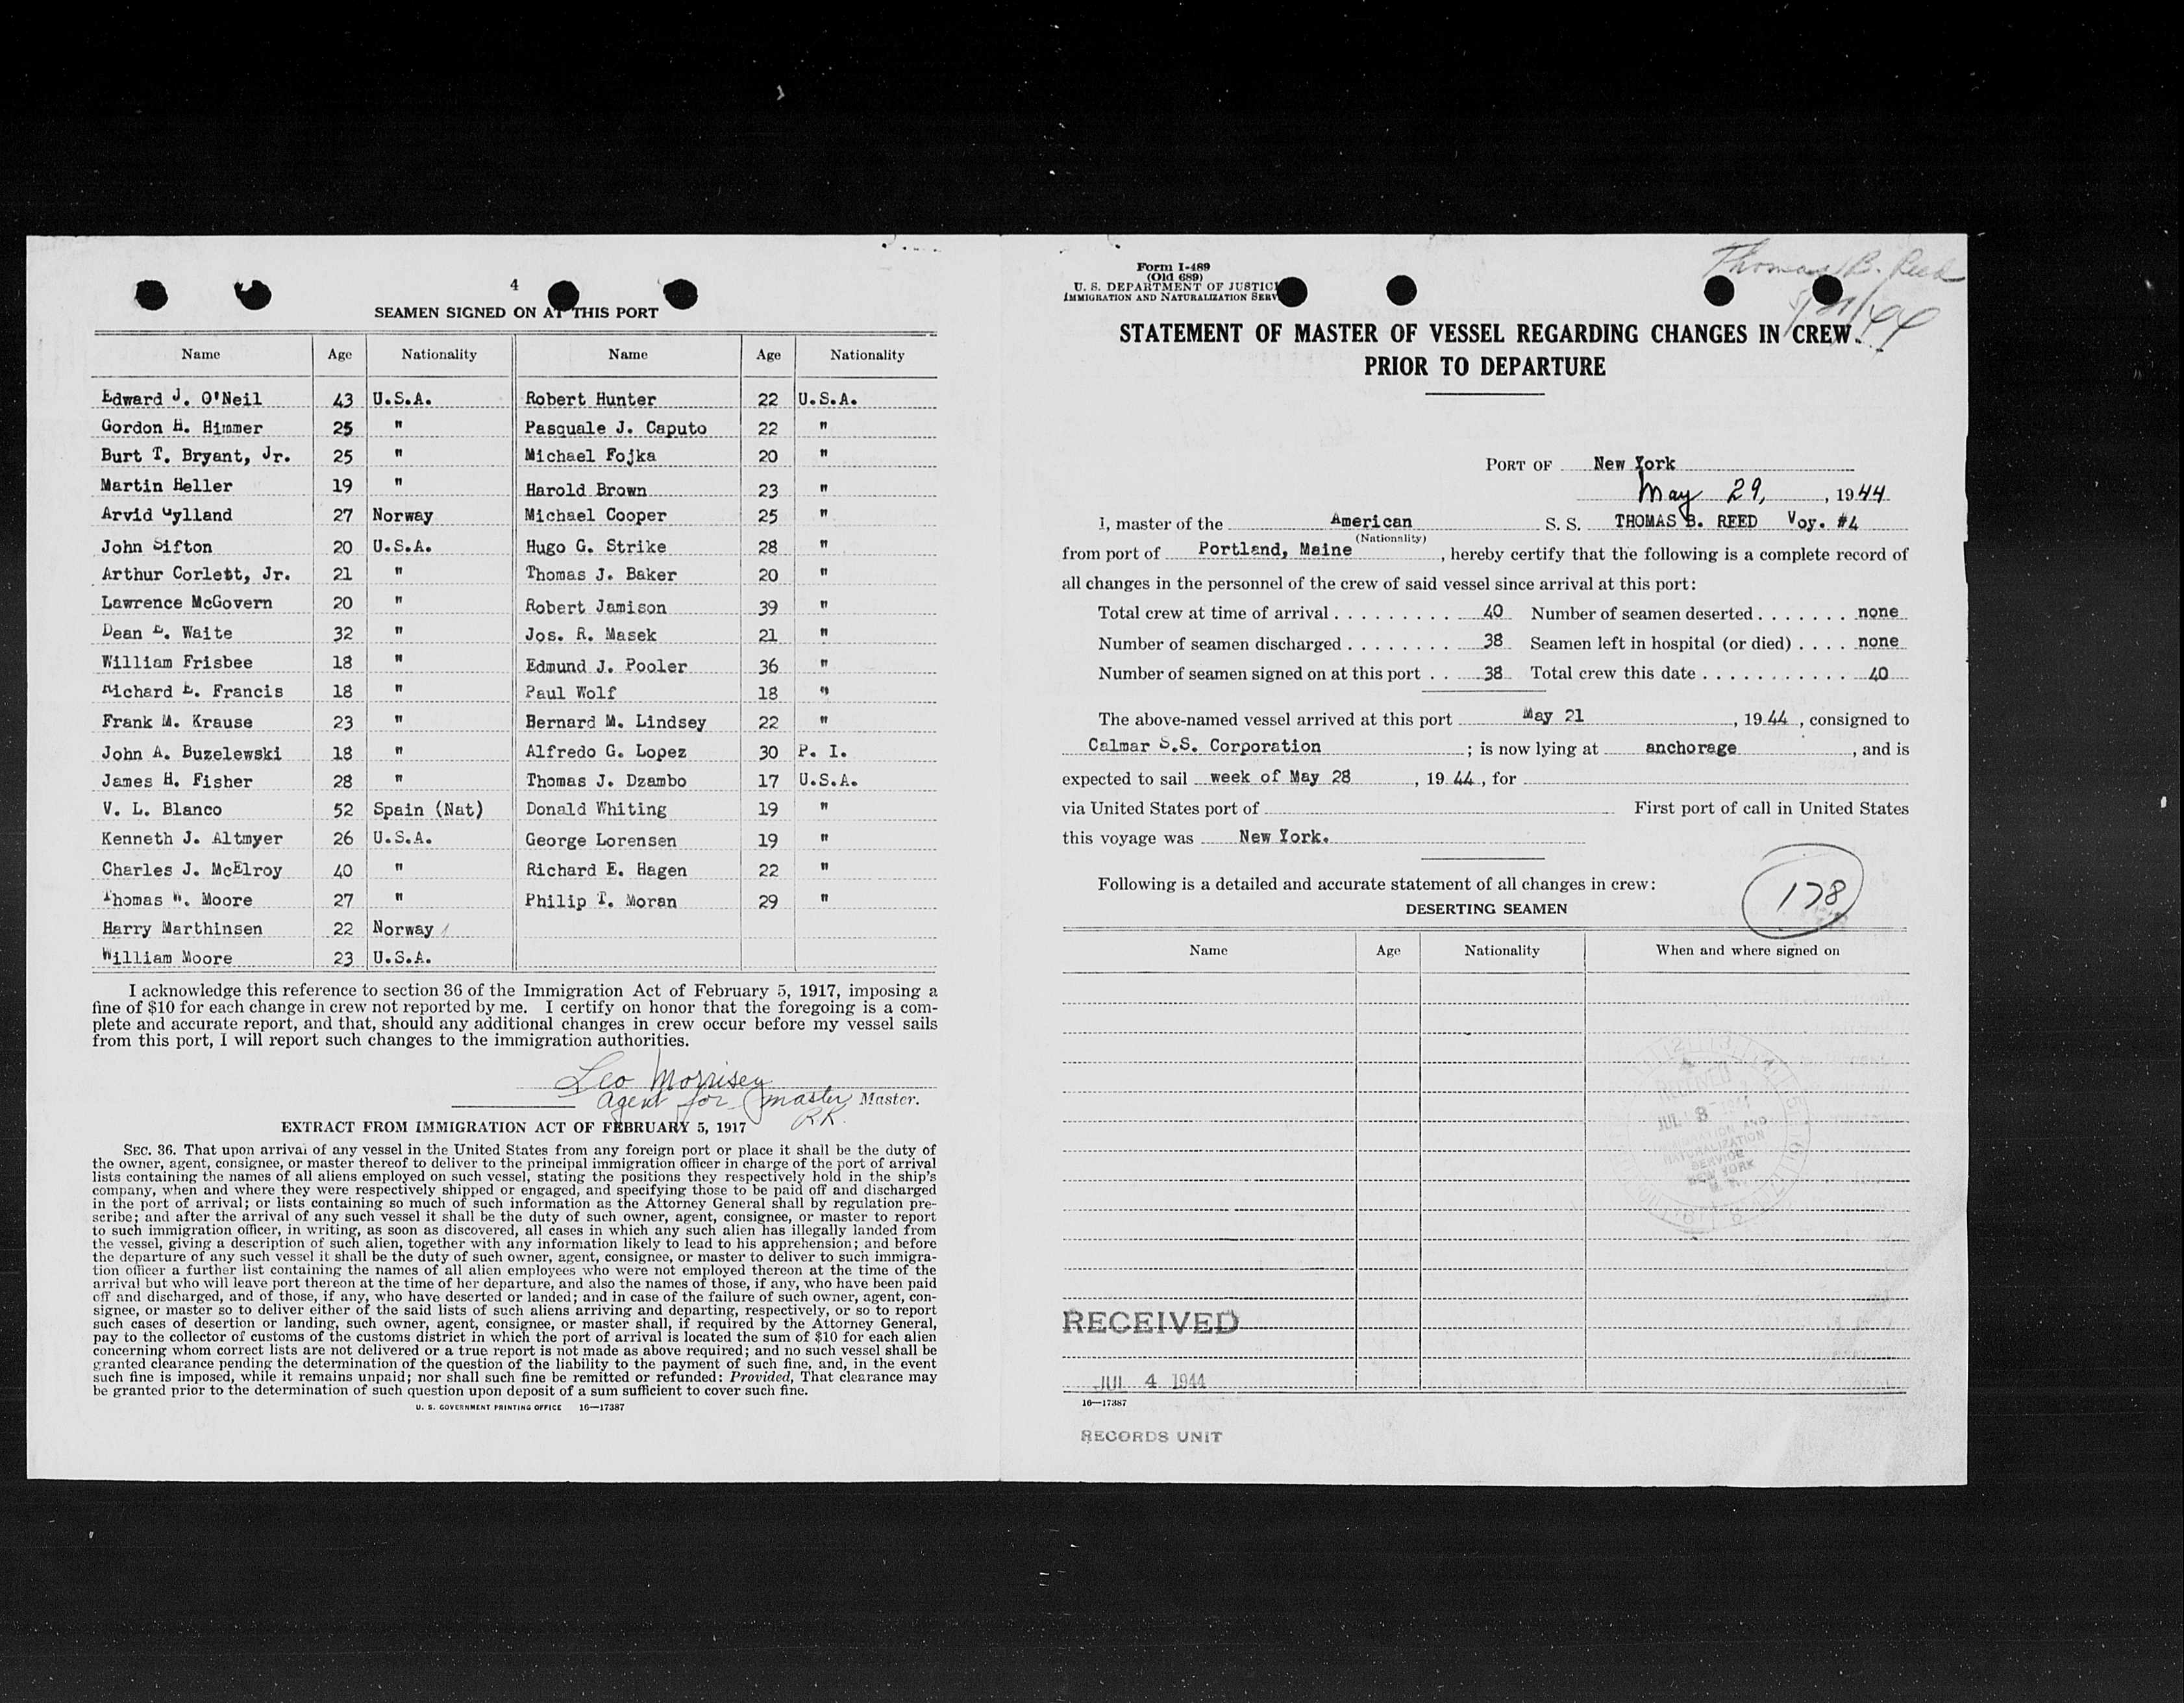 4
SEAMEN SIGNED ON AT THIS PORT
Name Age Nationality Name Age Nationality
Edward J. O'Neil 43 U.S.A. Robert Hunter 22 U.S.A.
Gordon H. Himmer 25 " Pasquale J. Caputo 22 "
Burt T. Bryant, Jr. 25 " Michael Fojka 20 "
Martin Heller 19 " Harold Brown 23 "
Arvid Gylland 27 Norway Michael Cooper 25 "
John Sifton 20 U.S.A. Hugo G. Strike 28 "
Arthur Corlett, Jr. 21 " Thomas J. Baker 20 "
Lawrence McGovern 20 " Robert Jamison 39 "
Dean E. Waite 32 " Jos. R. Masek 21 "
William Frisbee 18 " Edmund J. Pooler 36 "
Richard E. Francis 18 " Paul Wolf 18 "
Frank M. Krause 23 " Bernard M. Lindsey 22 "
John A. Buzelewski 18 " Alfredo G. Lopez 30 P. I.
James H. Fisher 28 " Thomas J. Dzambo 17 U.S.A.
V. L. Blanco 52 Spain (Nat) Donald Whiting 19 "
Kenneth J. Altmyer 26 U.S.A. George Lorensen 19 "
Charles J. McElroy 40 " Richard E. Hagen 22 "
Thomas W. Moore 27 " Philip T. Moran 29 "
Harry Marthinsen 22 Norway
William Moore 23 U.S.A.
I acknowledge this reference to section 36 of the Immigration Act of February 5, 1917, imposing a
fine of $10 for each change in crew not reported by me. I certify on honor that the foregoing is a com-
plete and accurate report, and that, should any additional changes in crew occur before my vessel sails
from this port, I will report such changes to the immigration authorities.
Leo Morrisey
agent for master Master.
RK.
EXTRACT FROM IMMIGRATION ACT OF FEBRUARY 5, 1917
SEC. 36. That upon arrival of any vessel in the United States from any foreign port or place it shall be the duty of
the owner, agent, consignee, or master thereof to deliver to the principal immigration officer in charge of the port of arrival
lists containing the names of all aliens employed on such vessel, stating the positions they respectively hold in the ship's
company, when and where they were respectively shipped or engaged, and specifying those to be paid off and discharged
in the port of arrival; or lists containing so much of such information as the Attorney General shall by regulation pre-
scribe; and after the arrival of any such vessel it shall be the duty of such owner, agent, consignee, or master to report
to such immigration officer, in writing, as soon as discovered, all cases in which any such alien has illegally landed from
the vessel, giving a description of such alien, together with any information likely to lead to his apprehension; and before
the departure of any such vessel it shall be the duty of such owner, agent, consignee, or master to deliver to such immigra-
tion officer a further list containing the names of all alien employees who were not employed thereon at the time of the
arrival but who will leave port thereon at the time of her departure, and also the names of those, if any, who have been paid
off and discharged, and of those, if any, who have deserted or landed; and in case of the failure of such owner, agent, con-
signee, or master so to deliver either of the said lists of such aliens arriving and departing, respectively, or so to report
such cases of desertion or landing, such owner, agent, consignee, or master shall, if required by the Attorney General,
pay to the collector of customs of the customs district in which the port of arrival is located the sum of $10 for each alien
concerning whom correct lists are not delivered or a true report is not made as above required; and no such vessel shall be
granted clearance pending the determination of the question of the liability to the payment of such fine, and, in the event
such fine is imposed, while it remains unpaid; nor shall such fine be remitted or refunded: Provided, That clearance may
be granted prior to the determination of such question upon deposit of a sum sufficient to cover such fine.
U. S. GOVERNMENT PRINTING OFFICE 16—17387
Form I-489
(Old 689)
U. S. DEPARTMENT OF JUSTICE
IMMIGRATION AND NATURALIZATION SERV
Thomas B. Reed
5/21/44
STATEMENT OF MASTER OF VESSEL REGARDING CHANGES IN CREW
PRIOR TO DEPARTURE
PORT OF New York
May 29, , 1944
I, master of the American S. S. THOMAS B. REED Voy. #4
(Nationality)
from port of Portland, Maine , hereby certify that the following is a complete record of
all changes in the personnel of the crew of said vessel since arrival at this port:
Total crew at time of arrival 40 Number of seamen deserted none
Number of seamen discharged 38 Seamen left in hospital (or died) none
Number of seamen signed on at this port 38 Total crew this date 40
The above-named vessel arrived at this port May 21 , 1944 , consigned to
Calmar S.S. Corporation ; is now lying at anchorage , and is
expected to sail week of May 28 , 1944 , for
via United States port of First port of call in United States
this voyage was New York.
Following is a detailed and accurate statement of all changes in crew:
178
DESERTING SEAMEN
Name Age Nationality When and where signed on
RECEIVED
JUL 8 1944
IMMIGRATION AND
NATURALIZATION
SERVICE
NEW YORK
N. Y.
RECEIVED
JUL 4 1944
16—17387
RECORDS UNIT